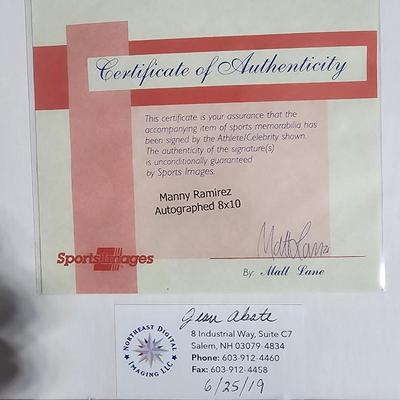 Certificate of Authenticity
This certificate is your assurance that the
accompanying item of sports memorabilia has
been signed by the Athlete/Celebrity shown.
The authenticity of the signature(s)
is unconditionally guaranteed
by Sports Images.
Manny Ramirez
Autographed 8x10
Sports Images
By: Matt Lane
NORTHEAST DIGITAL
IMAGING LLC
8 Industrial Way, Suite C7
Salem, NH 03079-4834
Phone: 603-912-4460
Fax: 603-912-4458
6/25/19